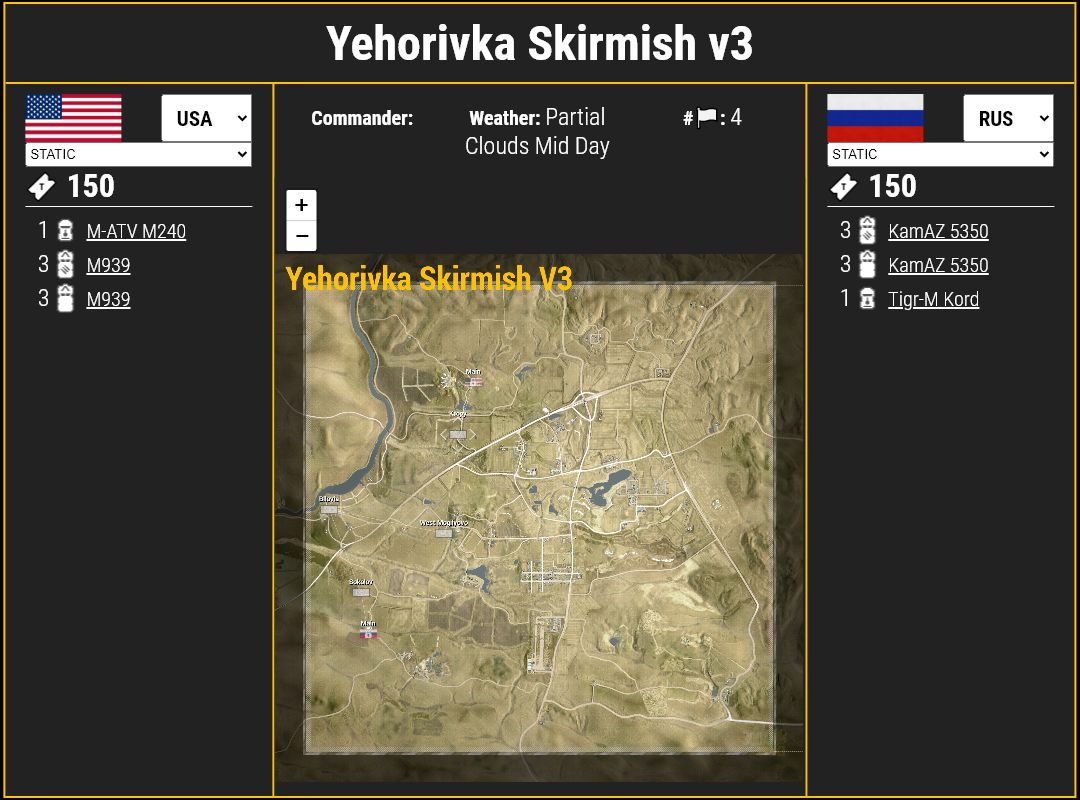 Yehorivka Skirmish v3
USA
STATIC
150
1 M-ATV M240
3 M939
3 M939
Commander:
Weather: Partial
Clouds Mid Day
# : 4
+
−
Yehorivka Skirmish V3
Main
Kirpy
Bilovts
West Mogilyovo
Sokolov
Main
RUS
STATIC
150
3 KamAZ 5350
3 KamAZ 5350
1 Tigr-M Kord